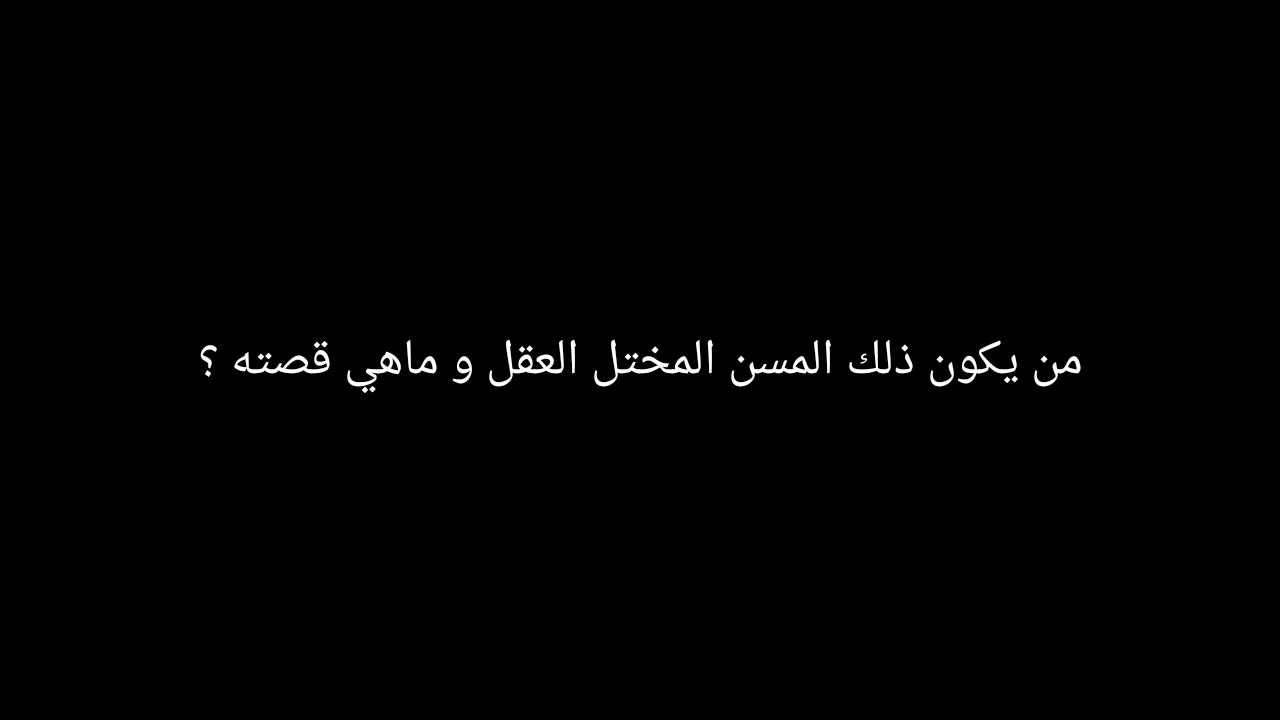 من يكون ذلك المسن المختل العقل و ماهي قصته ؟